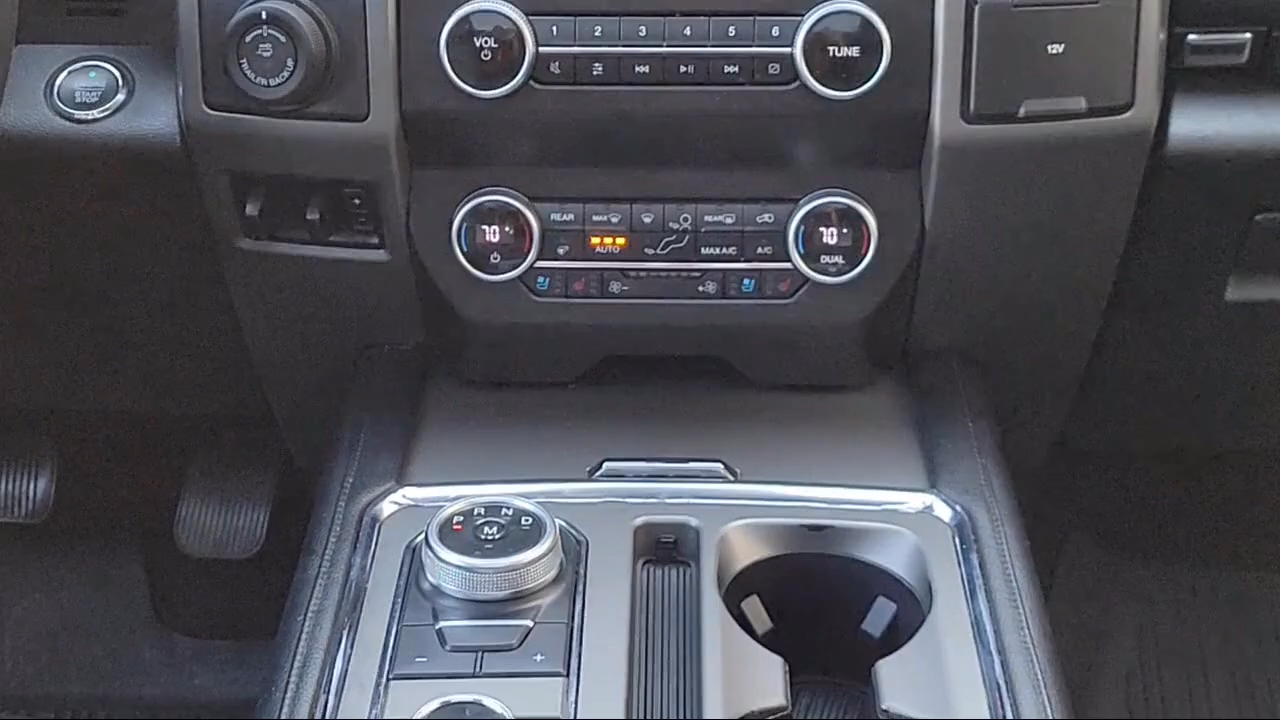 START
STOP
TRAILER BACKUP
VOL
1 2 3 4 5 6
TUNE
12V
70°
REAR
MAX
REAR
AUTO
MAX A/C
A/C
70°
DUAL
- +
P R N D
M
- +